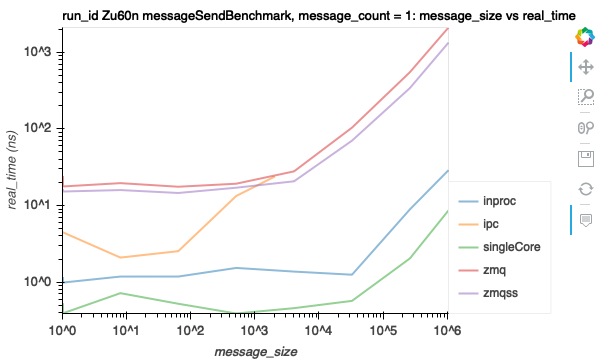 run_id Zu60n messageSendBenchmark, message_count = 1: message_size vs real_time
10^3
10^2
10^1
10^0
real_time (ns)
10^0 10^1 10^2 10^3 10^4 10^5 10^6
message_size
inproc
ipc
singleCore
zmq
zmqss